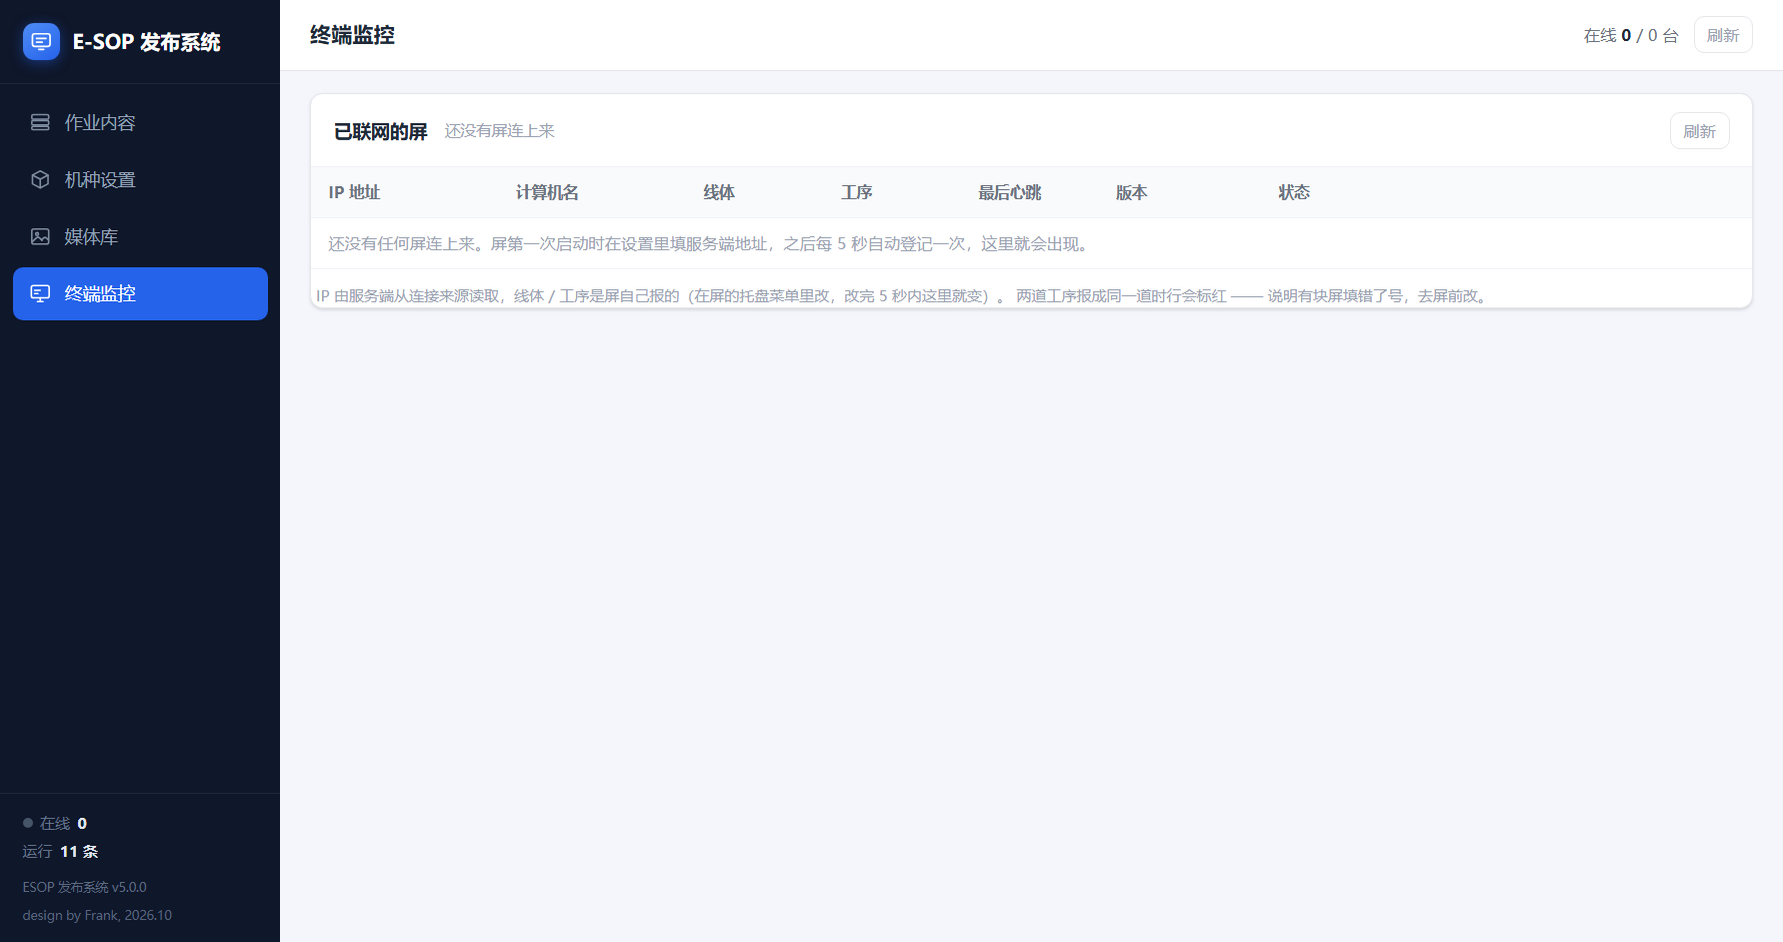 E-SOP 发布系统
作业内容
机种设置
媒体库
终端监控
在线 0
运行 11 条
ESOP 发布系统 v5.0.0
design by Frank, 2026.10
终端监控
在线 0 / 0 台
刷新
已联网的屏 还没有屏连上来
刷新
IP 地址 计算机名 线体 工序 最后心跳 版本 状态
还没有任何屏连上来。屏第一次启动时在设置里填服务端地址，之后每 5 秒自动登记一次，这里就会出现。
IP 由服务端从连接来源读取，线体 / 工序是屏自己报的（在屏的托盘菜单里改，改完 5 秒内这里就变）。 两道工序报成同一道时行会标红 —— 说明有块屏填错了号，去屏前改。